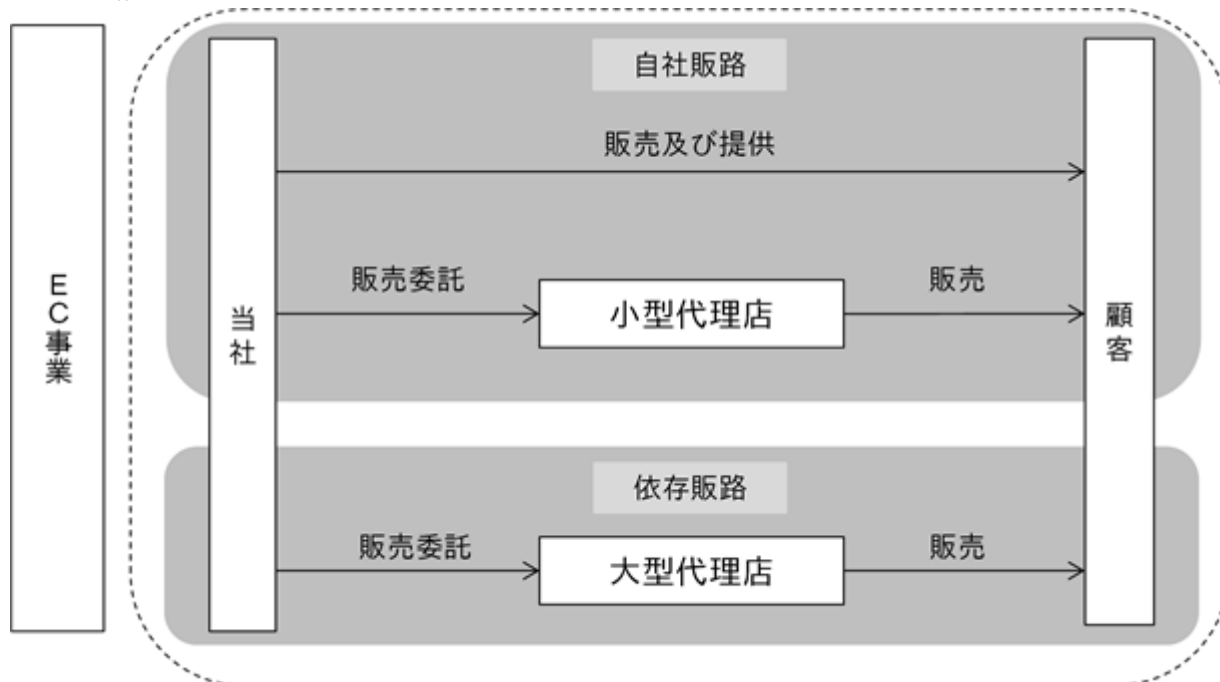 自社販路
販売及び提供
EC事業
当社
販売委託
小型代理店
販売
顧客
依存販路
販売委託
大型代理店
販売